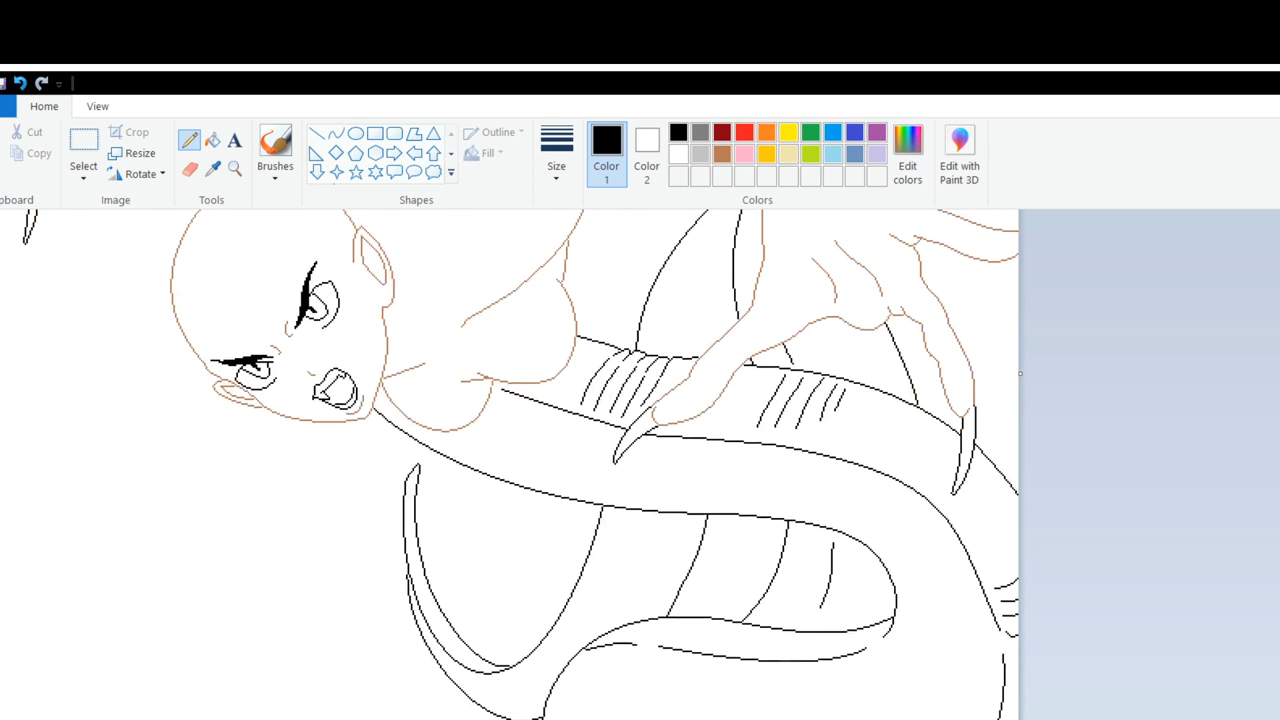 Home View
Cut
Copy
Select
Crop
Resize
Rotate
A
Brushes
Outline
Fill
Size
Color 1
Color 2
Edit colors
Edit with Paint 3D
pboard
Image
Tools
Shapes
Colors